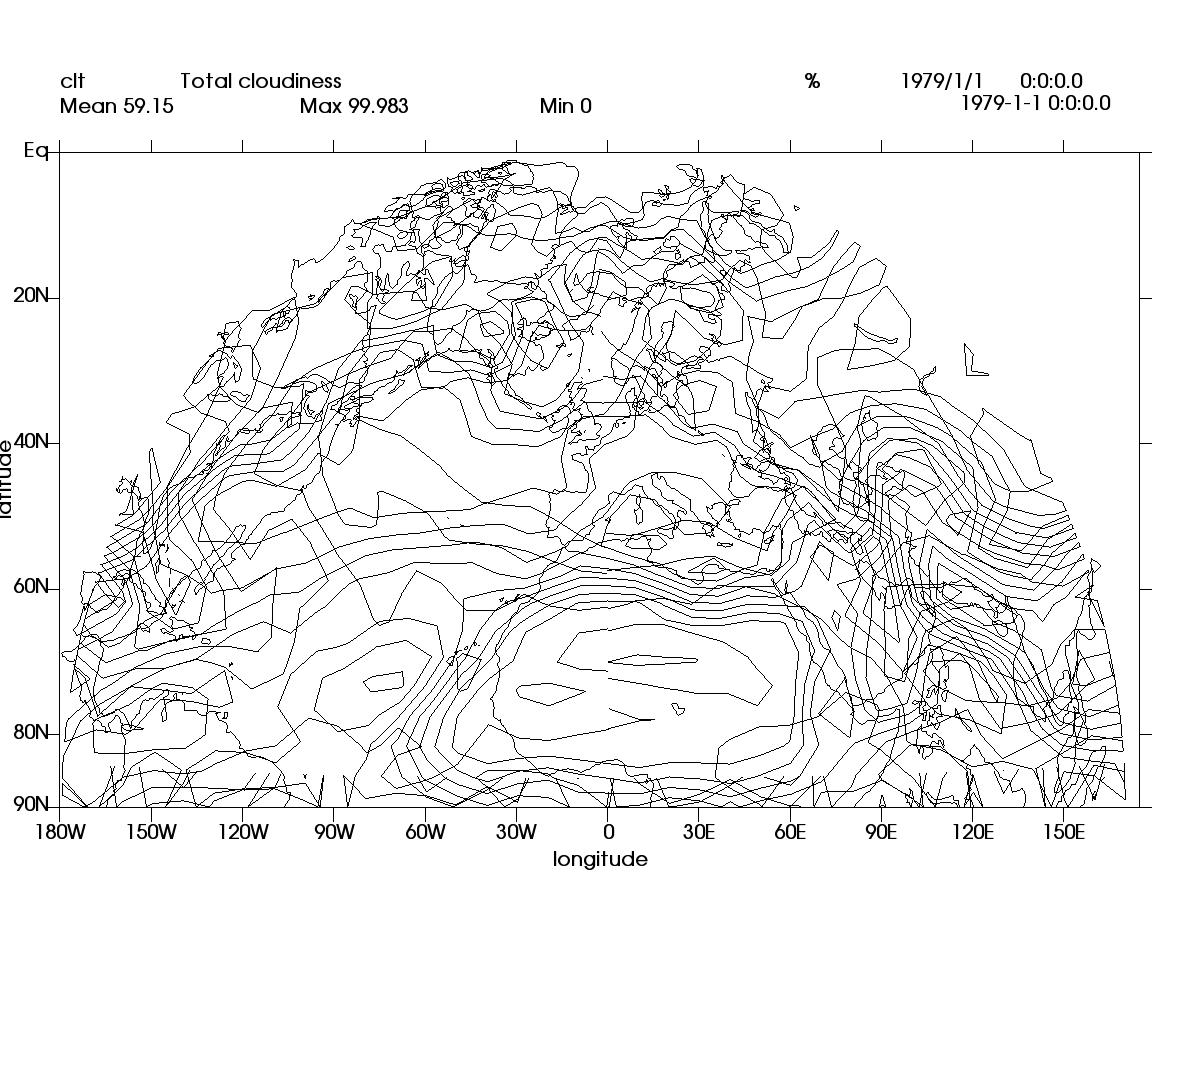 clt Total cloudiness % 1979/1/1 0:0:0.0
Mean 59.15 Max 99.983 Min 0 1979-1-1 0:0:0.0
Eq
20N
40N
latitude
60N
80N
90N
180W 150W 120W 90W 60W 30W 0 30E 60E 90E 120E 150E
longitude